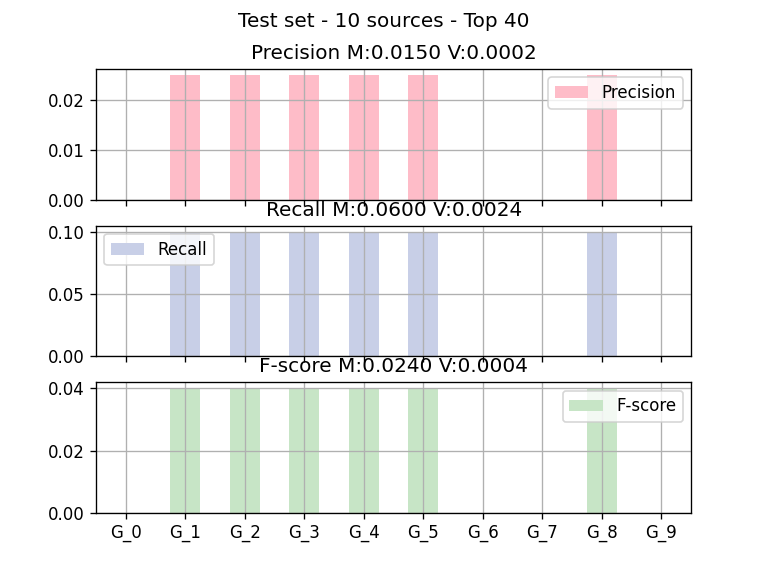 Test set - 10 sources - Top 40
Precision M:0.0150 V:0.0002
0.02
0.01
0.00
Precision
Recall M:0.0600 V:0.0024
0.10
0.05
0.00
Recall
F-score M:0.0240 V:0.0004
0.04
0.02
0.00
F-score
G_0 G_1 G_2 G_3 G_4 G_5 G_6 G_7 G_8 G_9